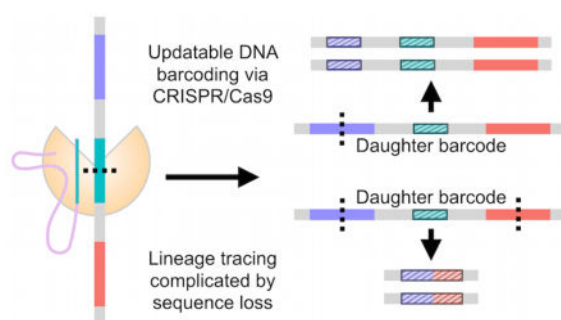 Updatable DNA
barcoding via
CRISPR/Cas9
Lineage tracing
complicated by
sequence loss
Daughter barcode
Daughter barcode